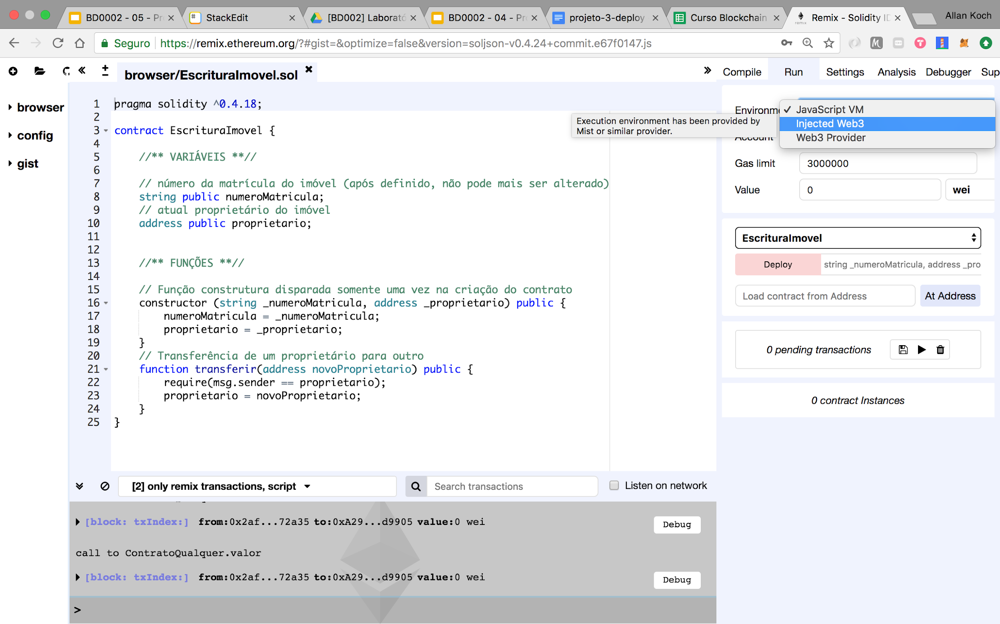 BD0002 - 05 - Pr
StackEdit
[BD002] Laborató
BD0002 - 04 - Pr
projeto-3-deploy
Curso Blockchain
remix
Remix - Solidity ID
Allan Koch
Seguro
https://remix.ethereum.org/?#gist=&optimize=false&version=soljson-v0.4.24+commit.e67f0147.js
browser/EscrituraImovel.sol
Compile
Run
Settings
Analysis
Debugger
Sup
browser
config
gist
1 pragma solidity ^0.4.18;
2
3 contract EscrituraImovel {
4
5 //** VARIÁVEIS **//
6
7 // número da matrícula do imóvel (após definido, não pode mais ser alterado)
8 string public numeroMatricula;
9 // atual proprietário do imóvel
10 address public proprietario;
11
12
13 //** FUNÇÕES **//
14
15 // Função construtura disparada somente uma vez na criação do contrato
16 constructor (string _numeroMatricula, address _proprietario) public {
17 numeroMatricula = _numeroMatricula;
18 proprietario = _proprietario;
19 }
20 // Transferência de um proprietário para outro
21 function transferir(address novoProprietario) public {
22 require(msg.sender == proprietario);
23 proprietario = novoProprietario;
24 }
25 }
Execution environment has been provided by
Mist or similar provider.
Environme
✓ JavaScript VM
Injected Web3
Web3 Provider
Account
Gas limit
3000000
Value
0
wei
EscrituraImovel
Deploy
string _numeroMatricula, address _pro
Load contract from Address
At Address
0 pending transactions
0 contract Instances
[2] only remix transactions, script
Search transactions
Listen on network
[block: txIndex:] from:0x2af...72a35 to:0xA29...d9905 value:0 wei
Debug
call to ContratoQualquer.valor
[block: txIndex:] from:0x2af...72a35 to:0xA29...d9905 value:0 wei
Debug
>